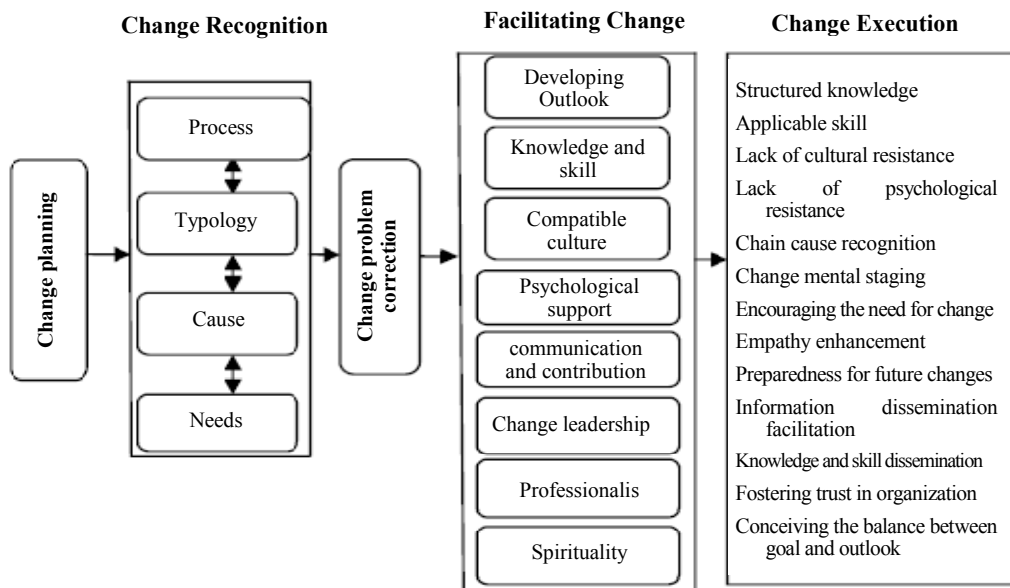 Change Recognition
Facilitating Change
Change Execution
Change planning
Process
Typology
Cause
Needs
Change problem
correction
Developing
Outlook
Knowledge and
skill
Compatible
culture
Psychological
support
communication
and contribution
Change leadership
Professionalis
Spirituality
Structured knowledge
Applicable skill
Lack of cultural resistance
Lack of psychological
resistance
Chain cause recognition
Change mental staging
Encouraging the need for change
Empathy enhancement
Preparedness for future changes
Information dissemination
facilitation
Knowledge and skill dissemination
Fostering trust in organization
Conceiving the balance between
goal and outlook